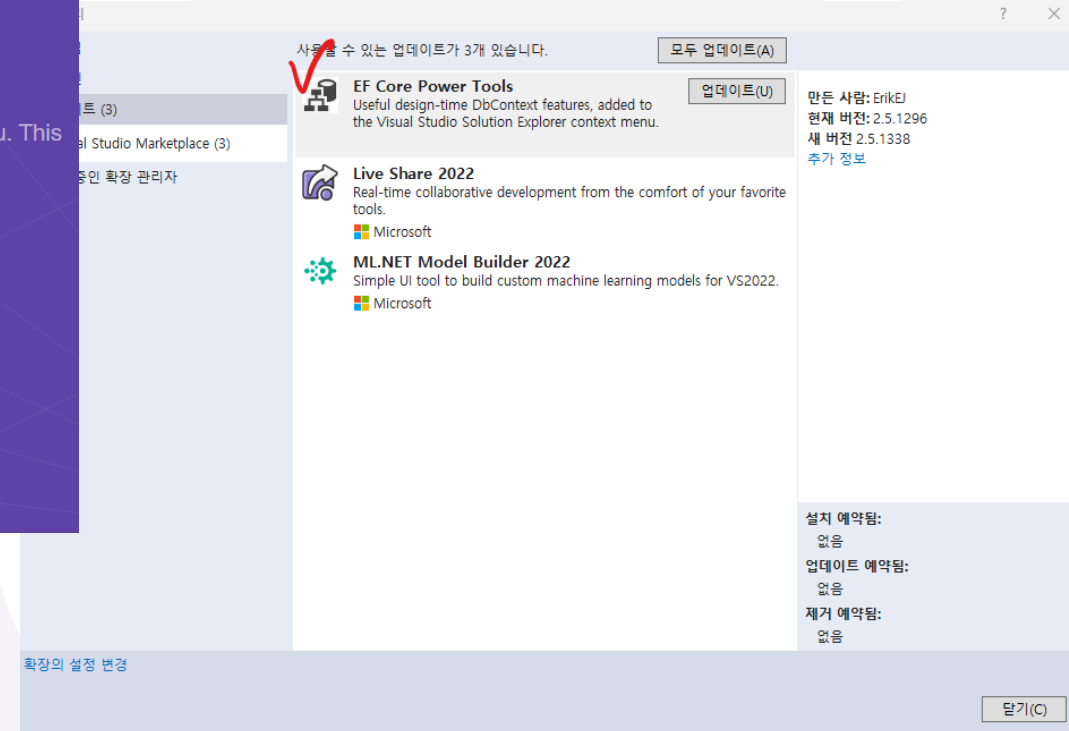 사용할 수 있는 업데이트가 3개 있습니다.
모두 업데이트(A)
(3)
Studio Marketplace (3)
확장 관리자
This
EF Core Power Tools
Useful design-time DbContext features, added to
the Visual Studio Solution Explorer context menu.
업데이트(U)
Live Share 2022
Real-time collaborative development from the comfort of your favorite
tools.
Microsoft
ML.NET Model Builder 2022
Simple UI tool to build custom machine learning models for VS2022.
Microsoft
만든 사람: ErikEJ
현재 버전: 2.5.1296
새 버전 2.5.1338
추가 정보
설치 예약됨:
없음
업데이트 예약됨:
없음
제거 예약됨:
없음
확장의 설정 변경
닫기(C)